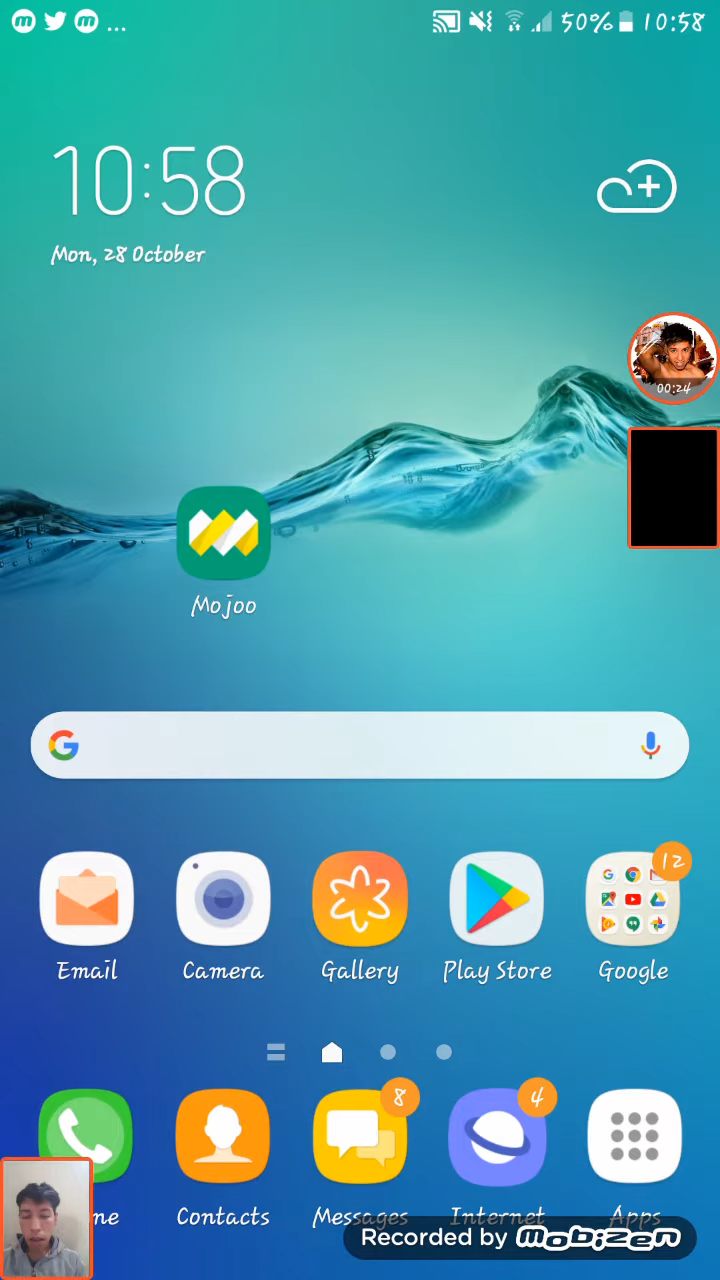 ... 50% 10:58
10:58
Mon, 28 October
00:24
Mojoo
12
Email Camera Gallery Play Store Google
8 4
ne Contacts Messages Internet Apps
Recorded by mobizen